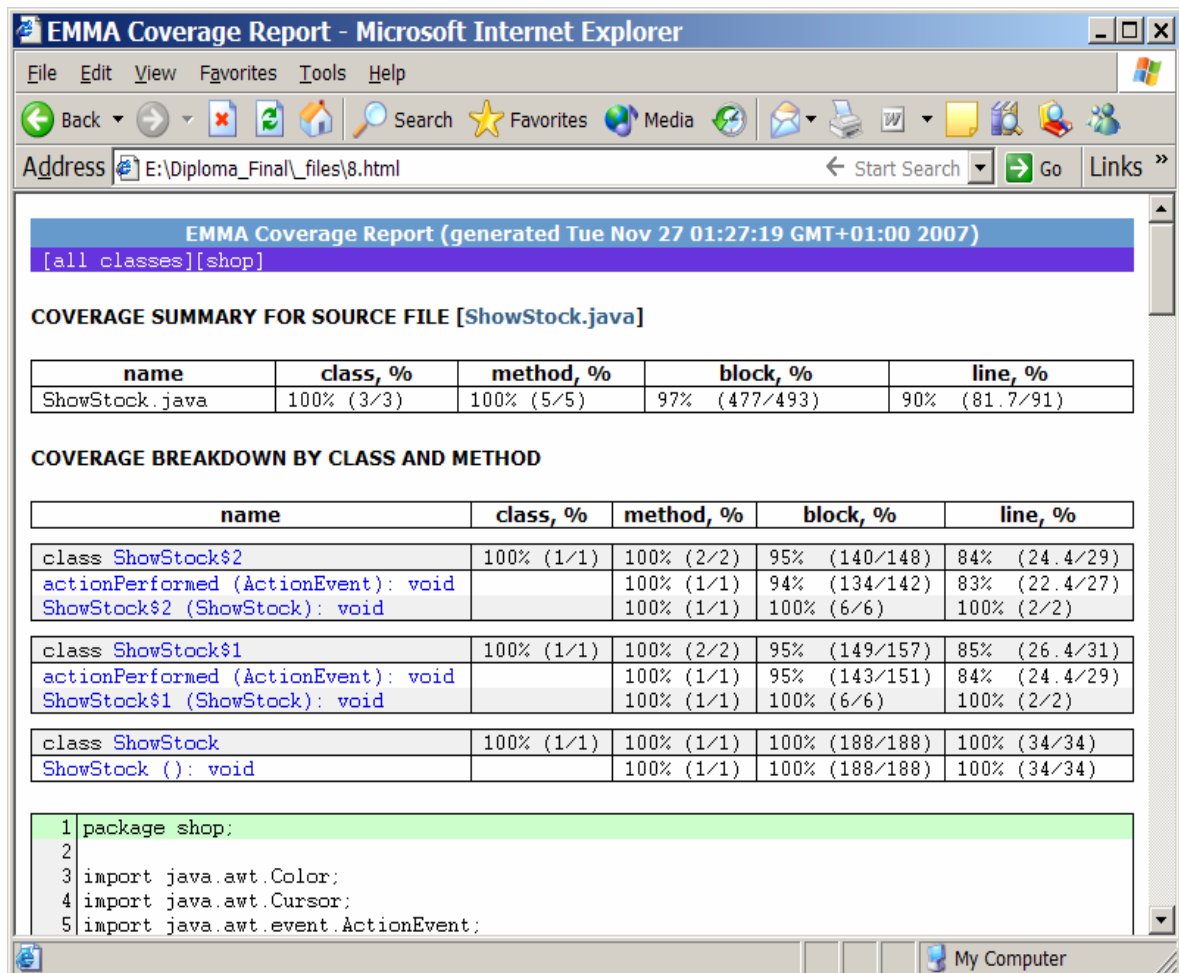 EMMA Coverage Report - Microsoft Internet Explorer
File Edit View Favorites Tools Help
Back Search Favorites Media
Address E:\Diploma_Final\_files\8.html Start Search Go Links »
EMMA Coverage Report (generated Tue Nov 27 01:27:19 GMT+01:00 2007)
[all classes][shop]
COVERAGE SUMMARY FOR SOURCE FILE [ShowStock.java]
name class, % method, % block, % line, %
ShowStock.java 100% (3/3) 100% (5/5) 97% (477/493) 90% (81.7/91)
COVERAGE BREAKDOWN BY CLASS AND METHOD
name class, % method, % block, % line, %
class ShowStock$2 100% (1/1) 100% (2/2) 95% (140/148) 84% (24.4/29)
actionPerformed (ActionEvent): void 100% (1/1) 94% (134/142) 83% (22.4/27)
ShowStock$2 (ShowStock): void 100% (1/1) 100% (6/6) 100% (2/2)
class ShowStock$1 100% (1/1) 100% (2/2) 95% (149/157) 85% (26.4/31)
actionPerformed (ActionEvent): void 100% (1/1) 95% (143/151) 84% (24.4/29)
ShowStock$1 (ShowStock): void 100% (1/1) 100% (6/6) 100% (2/2)
class ShowStock 100% (1/1) 100% (1/1) 100% (188/188) 100% (34/34)
ShowStock (): void 100% (1/1) 100% (188/188) 100% (34/34)
1 package shop;
2
3 import java.awt.Color;
4 import java.awt.Cursor;
5 import java.awt.event.ActionEvent;
My Computer